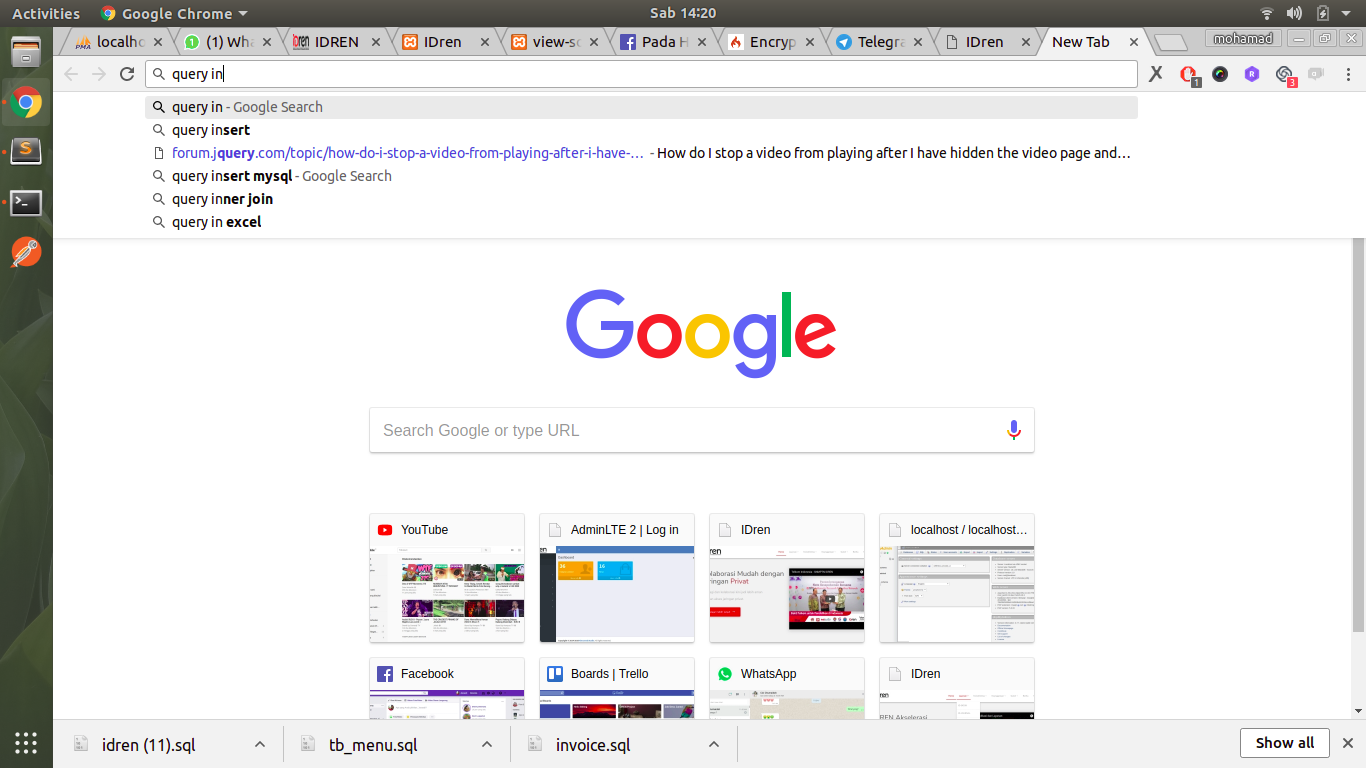 Activities
Google Chrome
Sab 14:20
localho
(1) Wha
IDREN
IDren
view-so
Pada H
Encryp
Telegra
IDren
New Tab
mohamad
query in
1
3
query in - Google Search
query insert
forum.jquery.com/topic/how-do-i-stop-a-video-from-playing-after-i-have-... - How do I stop a video from playing after I have hidden the video page and...
query insert mysql - Google Search
query inner join
query in excel
Google
Search Google or type URL
YouTube
AdminLTE 2 | Log in
IDren
localhost / localhost...
Facebook
Boards | Trello
WhatsApp
IDren
idren (11).sql
tb_menu.sql
invoice.sql
Show all